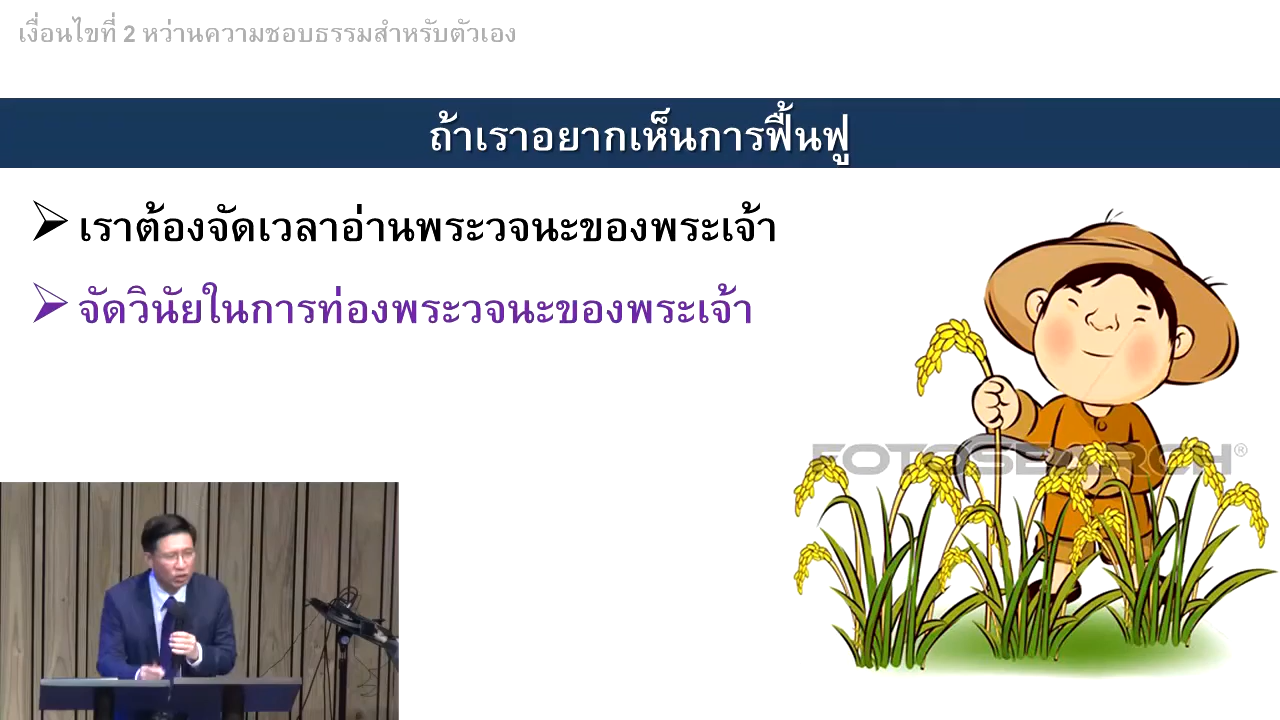 เงื่อนไขที่ 2 หว่านความชอบธรรมสำหรับตัวเอง
ถ้าเราอยากเห็นการฟื้นฟู
เราต้องจัดเวลาอ่านพระวจนะของพระเจ้า
จัดวินัยในการท่องพระวจนะของพระเจ้า
FOTOSEARCH®